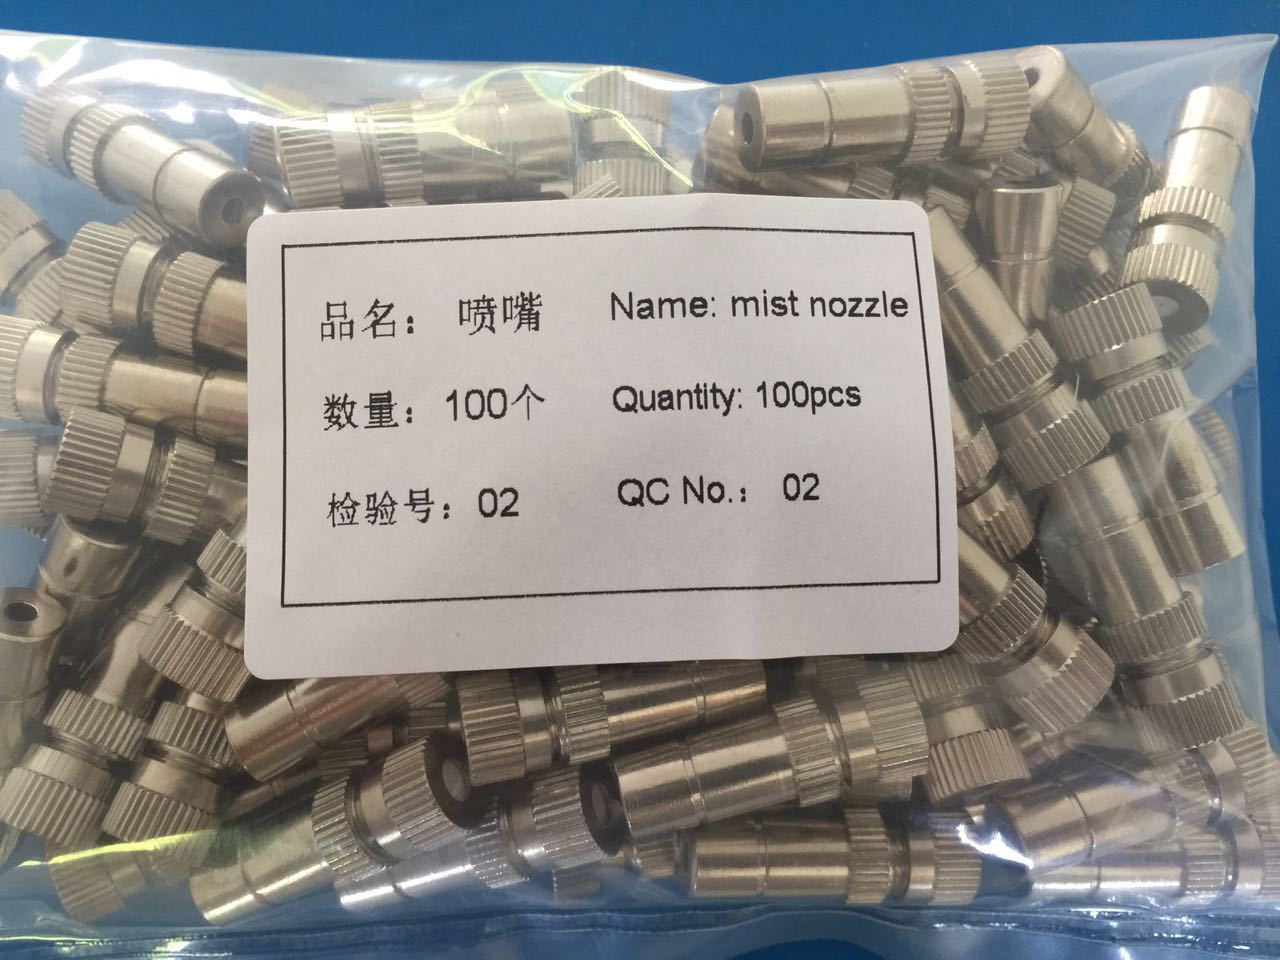 品名： 喷嘴 Name: mist nozzle
数量：100个 Quantity: 100pcs
检验号：02 QC No.： 02